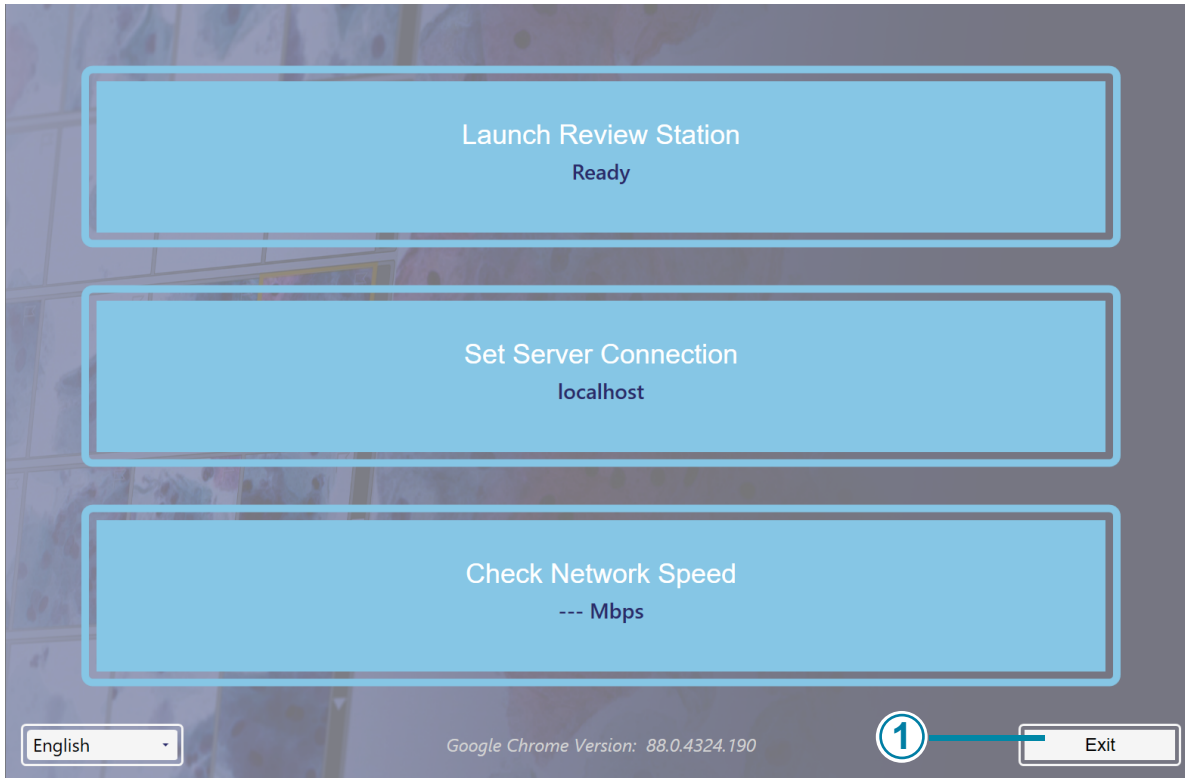 Launch Review Station
Ready
Set Server Connection
localhost
Check Network Speed
--- Mbps
English
Google Chrome Version: 88.0.4324.190
1
Exit